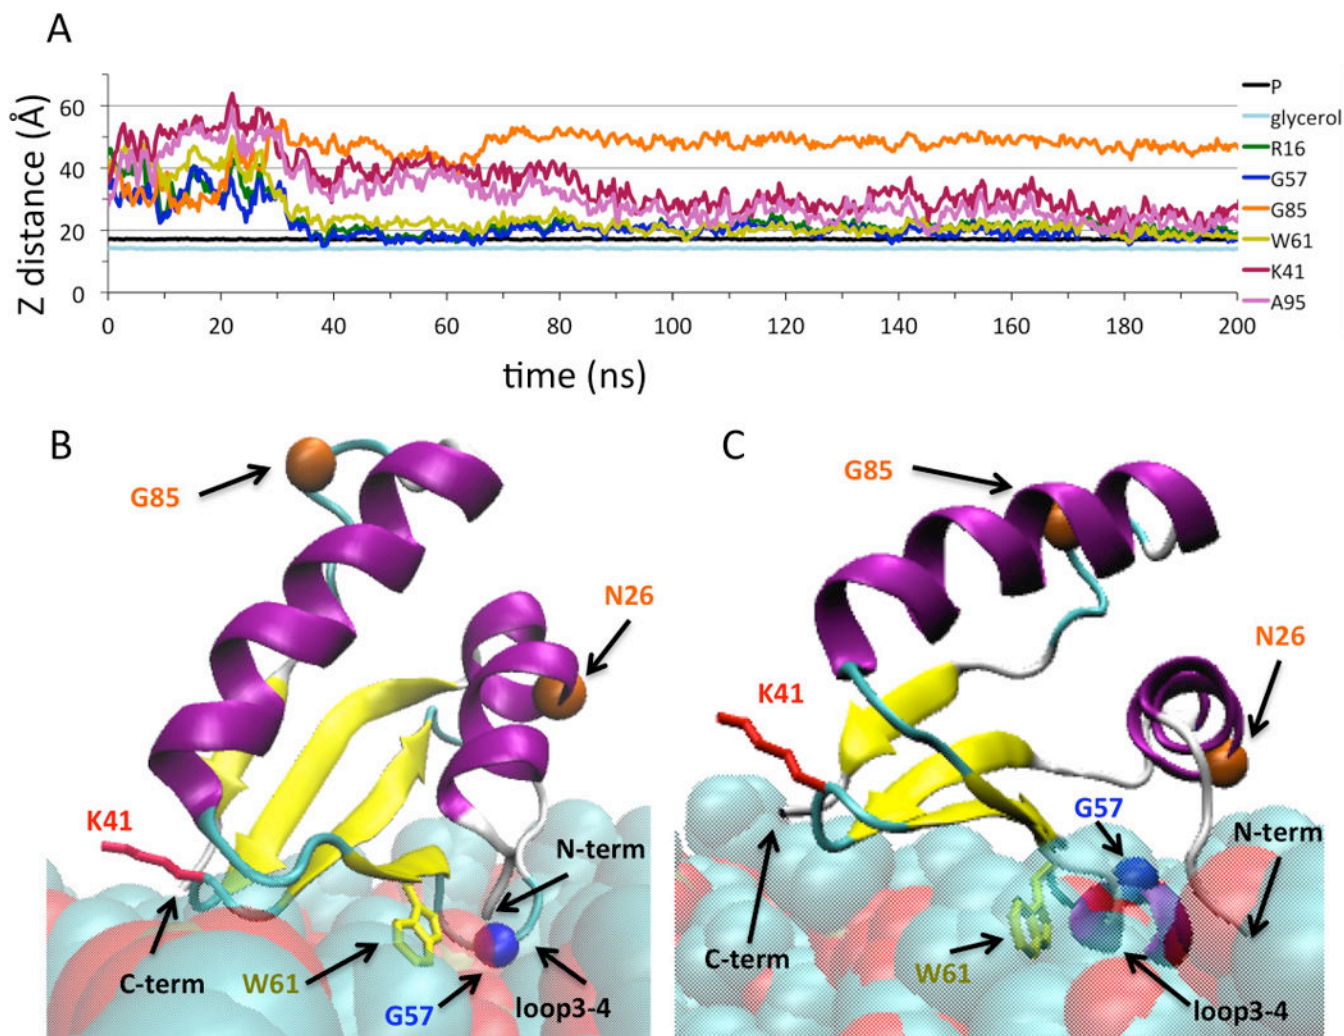 A
Z distance (Å)
60
40
20
0
0 20 40 60 80 100 120 140 160 180 200
time (ns)
P
glycerol
R16
G57
G85
W61
K41
A95
B
G85
N26
K41
N-term
C-term
W61
G57
loop3-4
C
G85
N26
K41
G57
N-term
C-term
W61
loop3-4